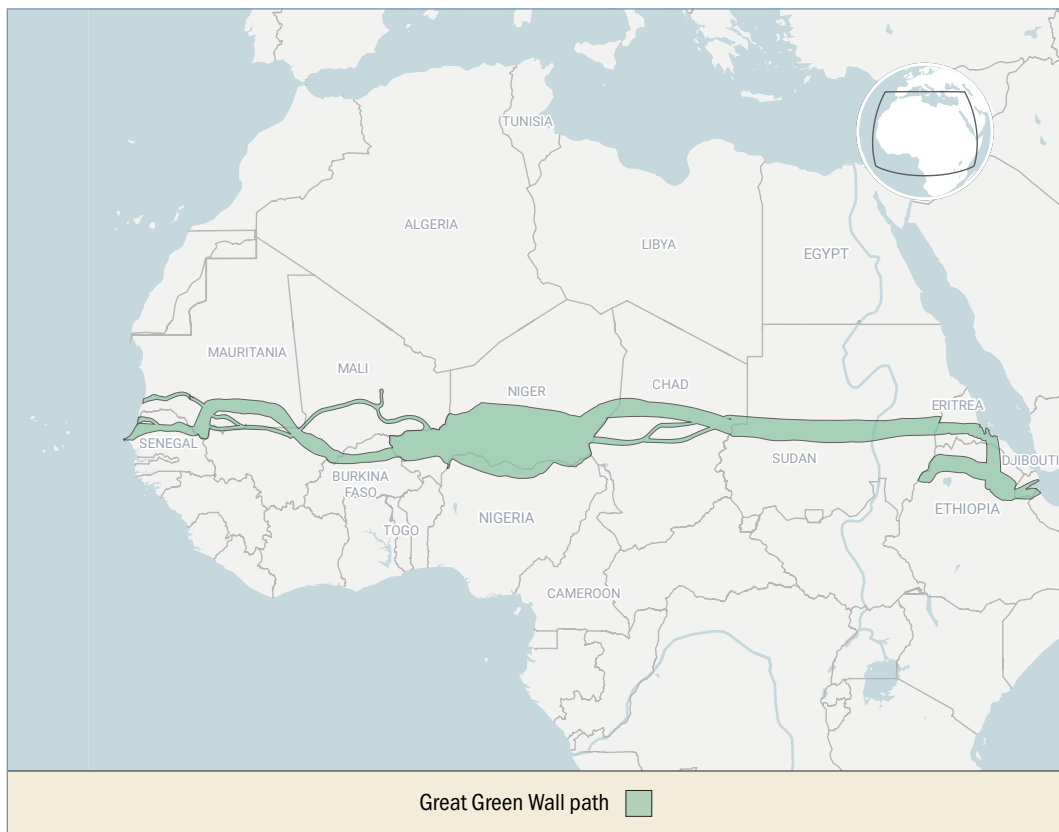 TUNISIA
ALGERIA
LIBYA
EGYPT
MAURITANIA
MALI
NIGER
CHAD
ERITREA
SENEGAL
SUDAN
DJIBOUTI
BURKINA
FASO
ETHIOPIA
NIGERIA
TOGO
CAMEROON
Great Green Wall path